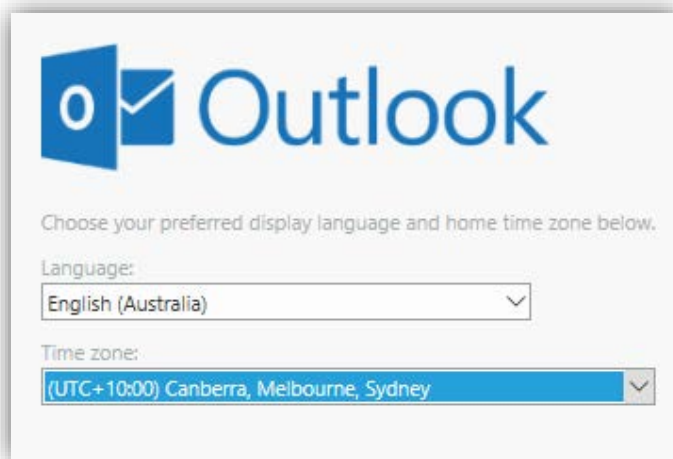 Outlook
Choose your preferred display language and home time zone below.
Language:
English (Australia)
Time zone:
(UTC+10:00) Canberra, Melbourne, Sydney